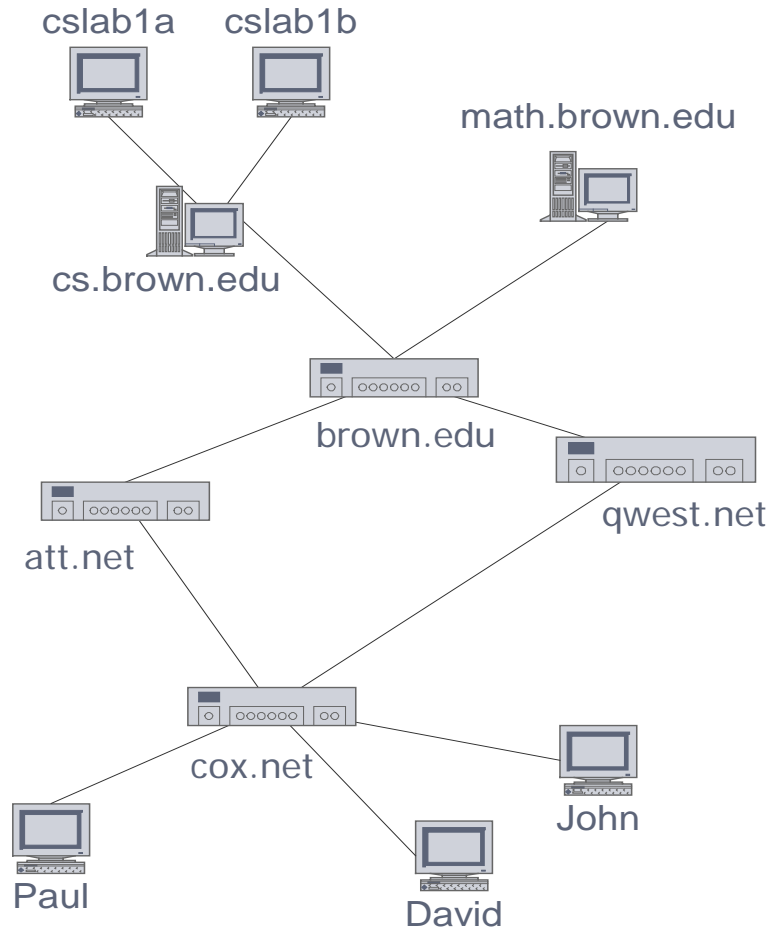 cslab1a
cslab1b
math.brown.edu
cs.brown.edu
brown.edu
qwest.net
att.net
cox.net
John
Paul
David